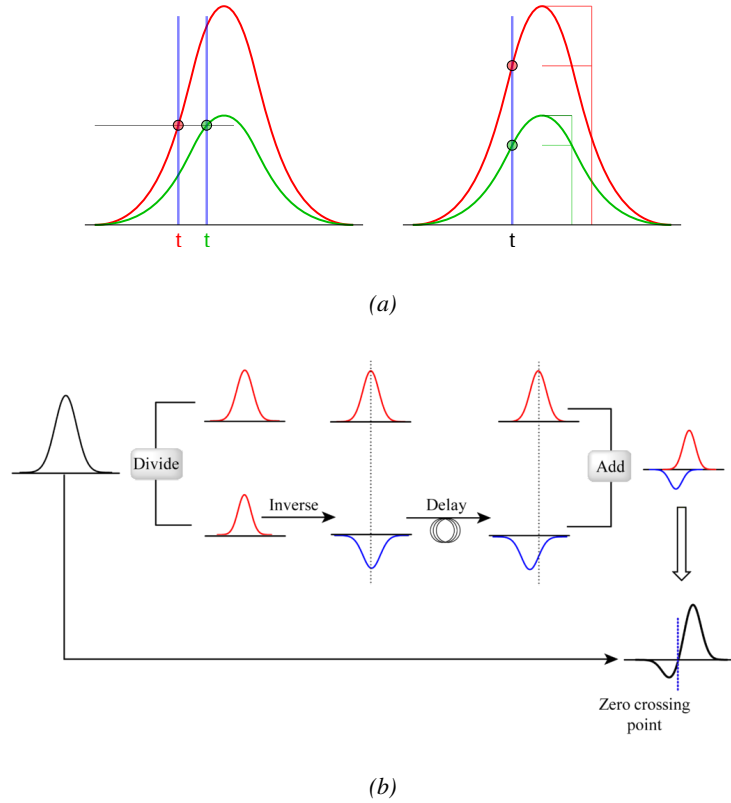 t t t
(a)
Divide
Inverse
Delay
Add
Zero crossing
point
(b)